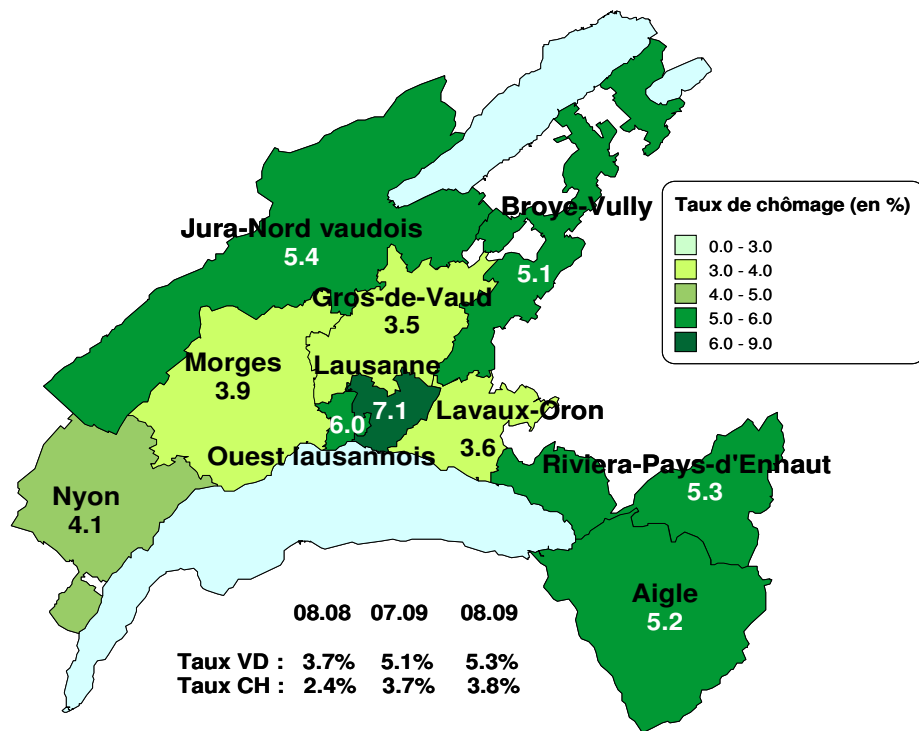 Broye-Vully
5.1
Jura-Nord vaudois
5.4
Taux de chômage (en %)
0.0 - 3.0
3.0 - 4.0
4.0 - 5.0
5.0 - 6.0
6.0 - 9.0
Gros-de-Vaud
3.5
Morges
3.9
Lausanne
7.1
6.0
Ouest lausannois
Lavaux-Oron
3.6
Riviera-Pays-d'Enhaut
5.3
Nyon
4.1
Aigle
5.2
08.08 07.09 08.09
Taux VD : 3.7% 5.1% 5.3%
Taux CH : 2.4% 3.7% 3.8%